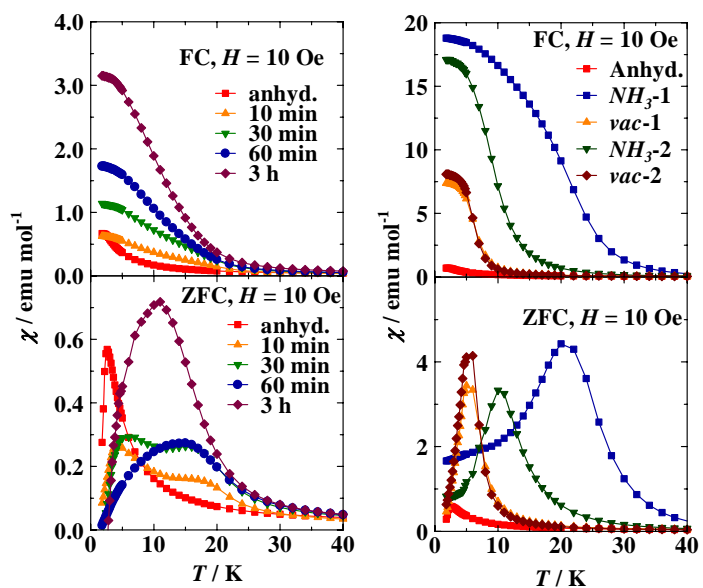 FC, H = 10 Oe
anhyd.
10 min
30 min
60 min
3 h
4.0
3.0
2.0
1.0
0.0
ZFC, H = 10 Oe
anhyd.
10 min
30 min
60 min
3 h
0.6
0.4
0.2
0.0
χ / emu mol⁻¹
0 10 20 30 40
T / K
FC, H = 10 Oe
Anhyd.
NH₃-1
vac-1
NH₃-2
vac-2
20
15
10
5
0
ZFC, H = 10 Oe
4
2
0
χ / emu mol⁻¹
0 10 20 30 40
T / K